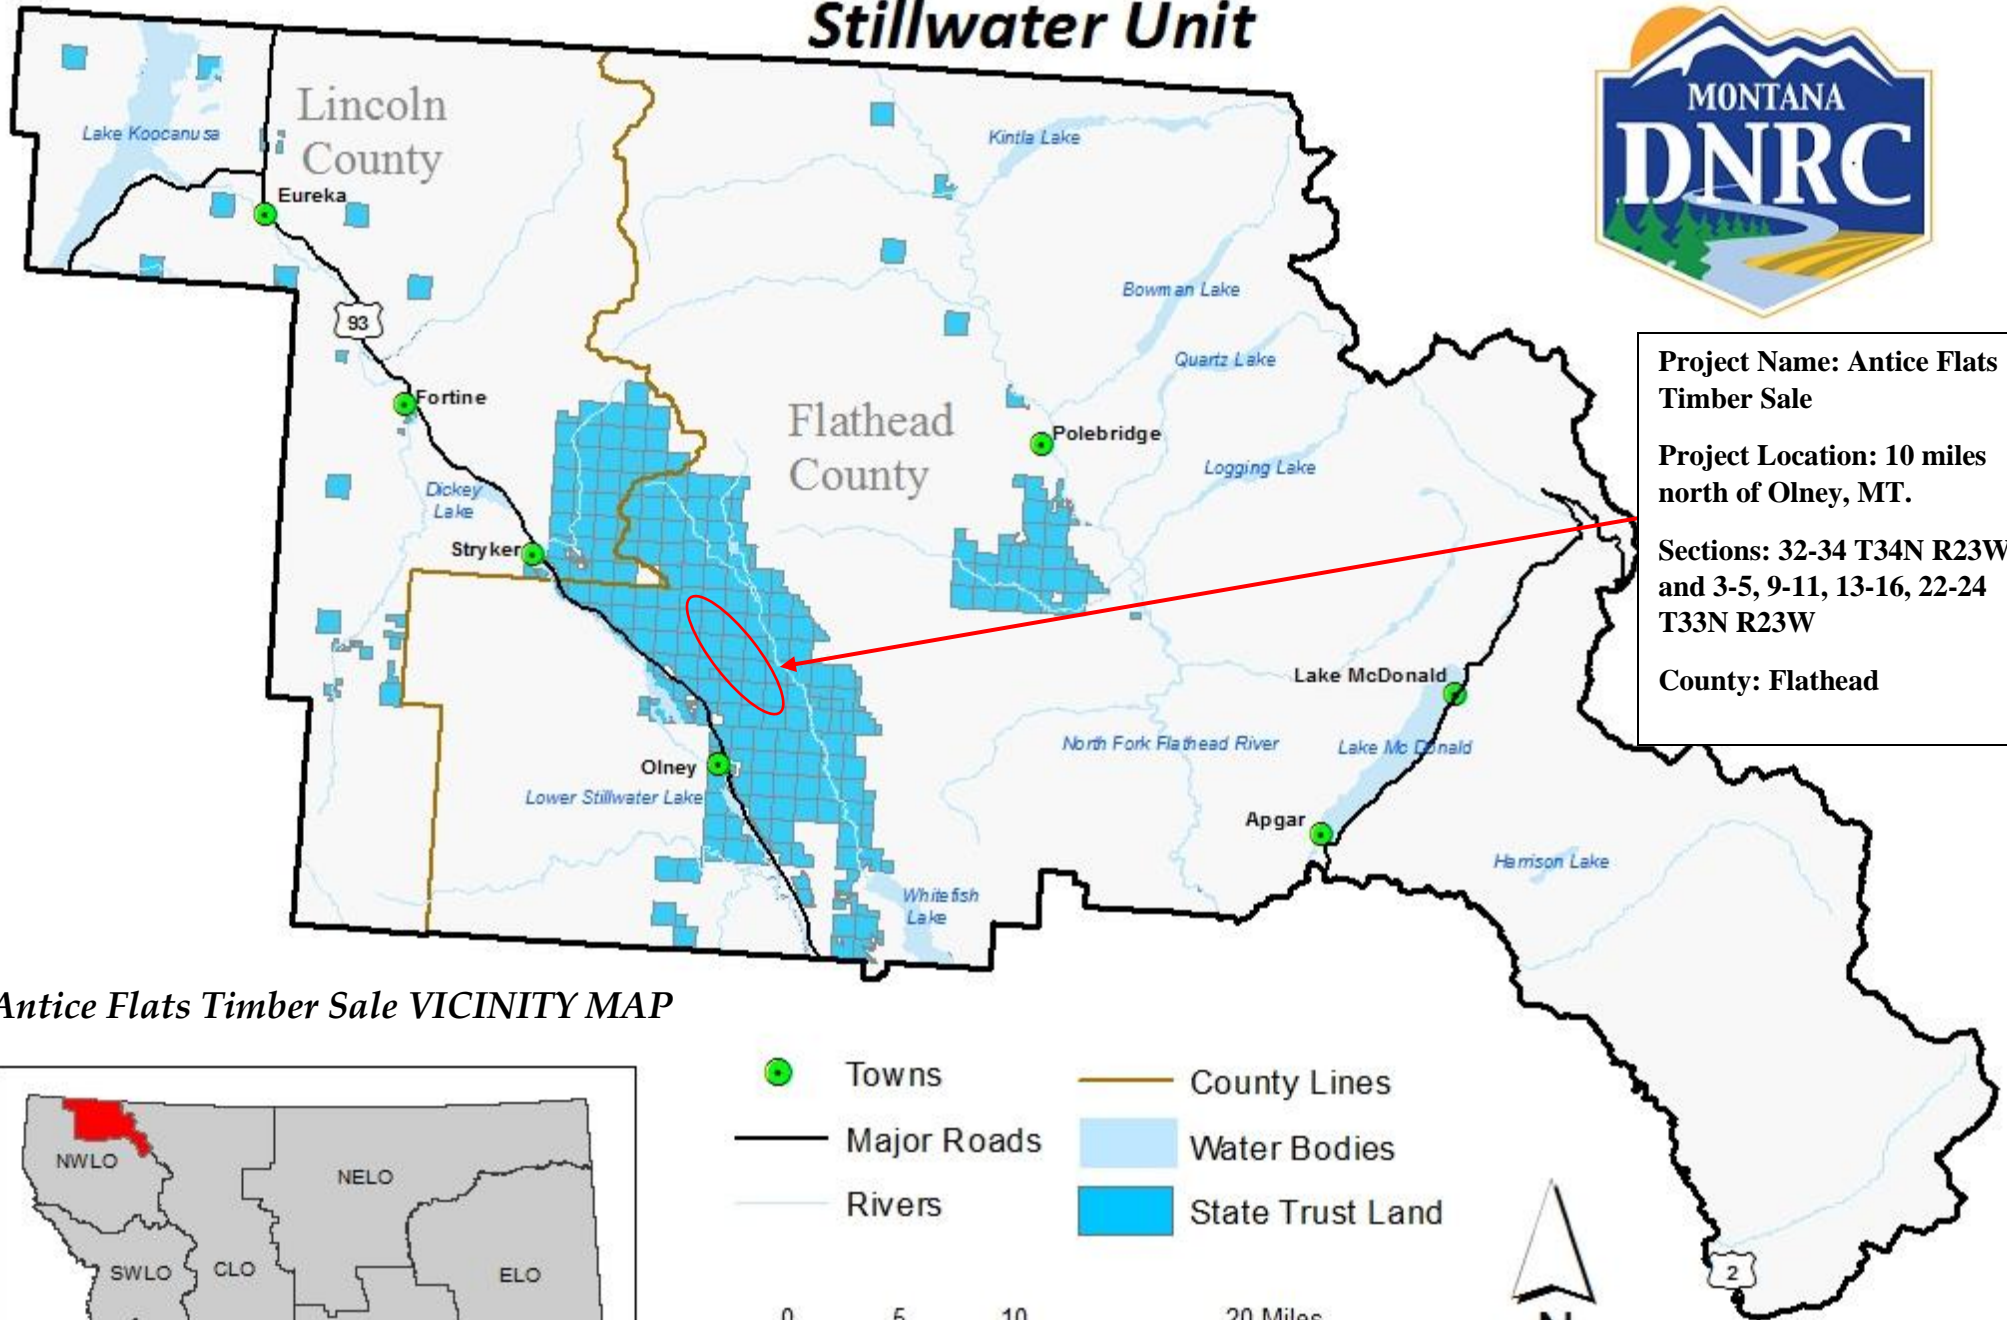 Stillwater Unit
MONTANA
DNRC
Lincoln
County
Lake Koocanusa
Eureka
Kintla Lake
93
Bowman Lake
Quartz Lake
Fortine
Flathead
County
Polebridge
Logging Lake
Dickey
Lake
Stryker
Project Name: Antice Flats
Timber Sale
Project Location: 10 miles
north of Olney, MT.
Sections: 32-34 T34N R23W
and 3-5, 9-11, 13-16, 22-24
T33N R23W
County: Flathead
Lake McDonald
North Fork Flathead River
Lake Mc Donald
Olney
Lower Stillwater Lake
Apgar
Harrison Lake
Whitefish
Lake
2
Antice Flats Timber Sale VICINITY MAP
NWLO
NELO
SWLO
CLO
ELO
Towns
Major Roads
Rivers
County Lines
Water Bodies
State Trust Land
0 5 10 20 Miles
N